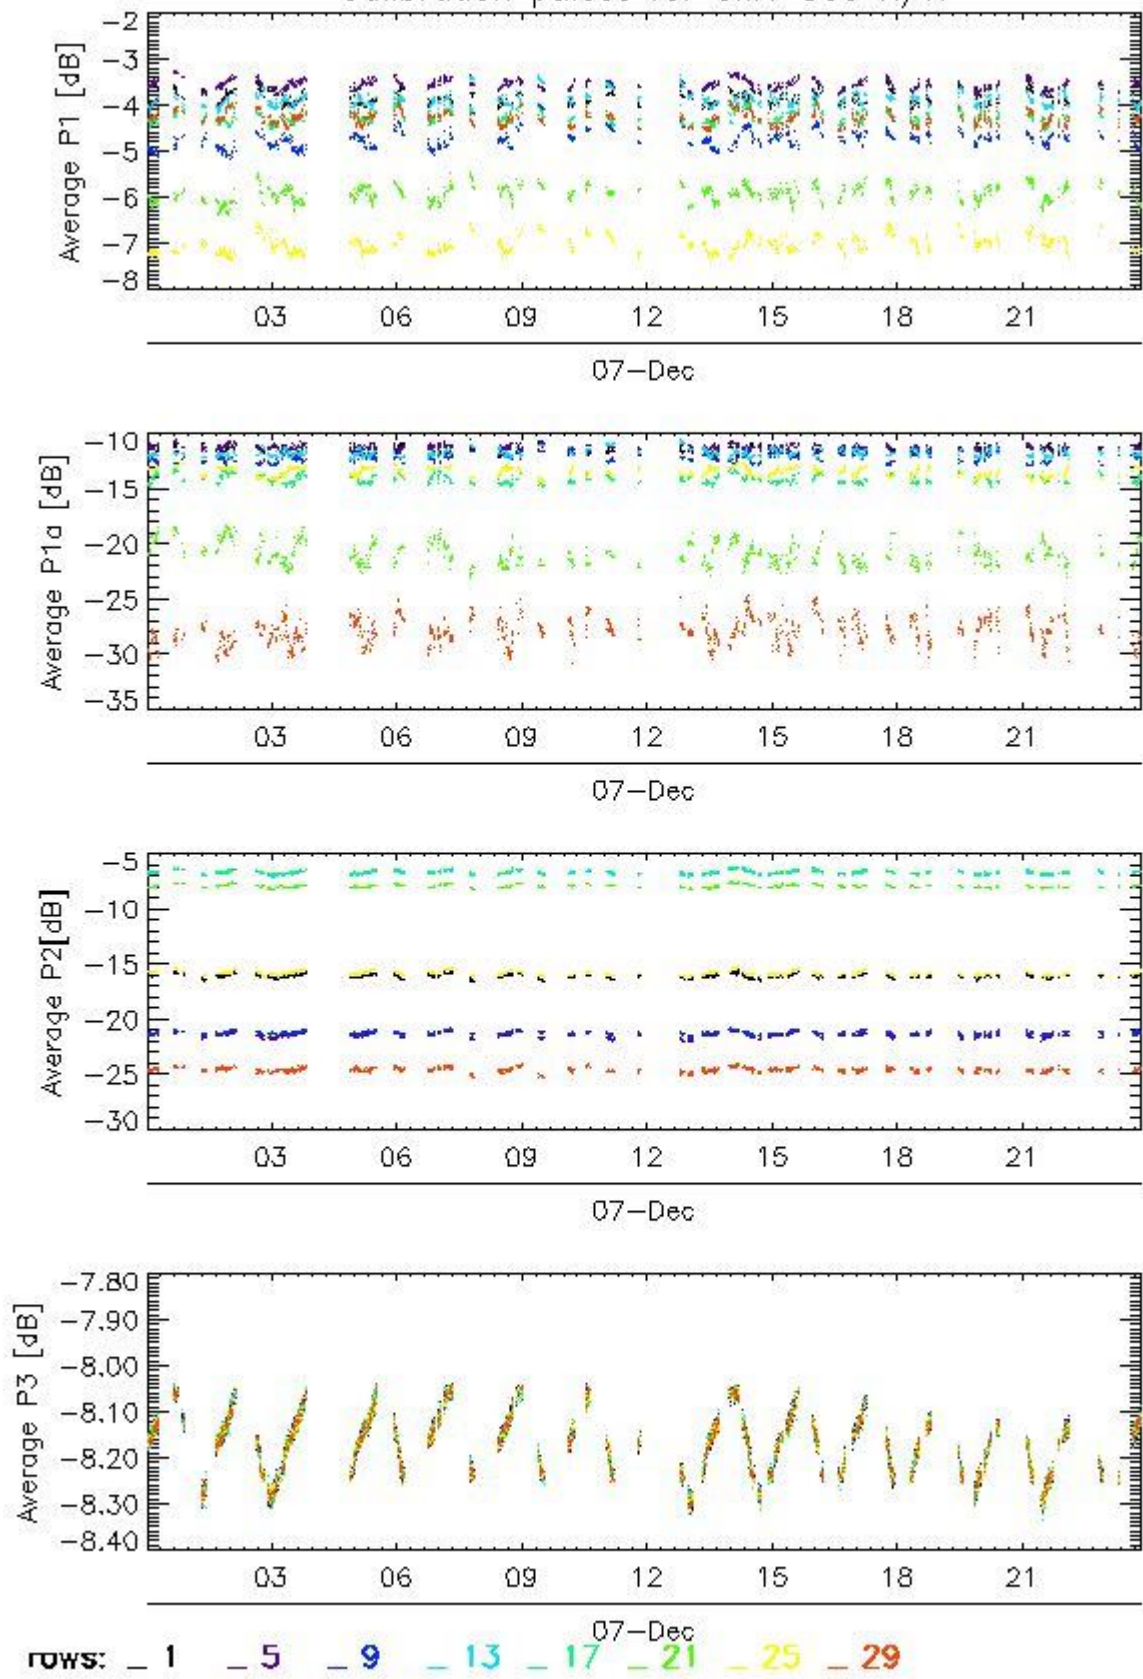 -2
-3
-4
-5
-6
-7
-8
Average P1 [dB]
03 06 09 12 15 18 21
07-Dec
-10
-15
-20
-25
-30
-35
Average P1a [dB]
03 06 09 12 15 18 21
07-Dec
-5
-10
-15
-20
-25
-30
Average P2[dB]
03 06 09 12 15 18 21
07-Dec
-7.80
-7.90
-8.00
-8.10
-8.20
-8.30
-8.40
Average P3 [dB]
03 06 09 12 15 18 21
07-Dec
rows: _ 1 _ 5 _ 9 _ 13 _ 17 _ 21 _ 25 _ 29